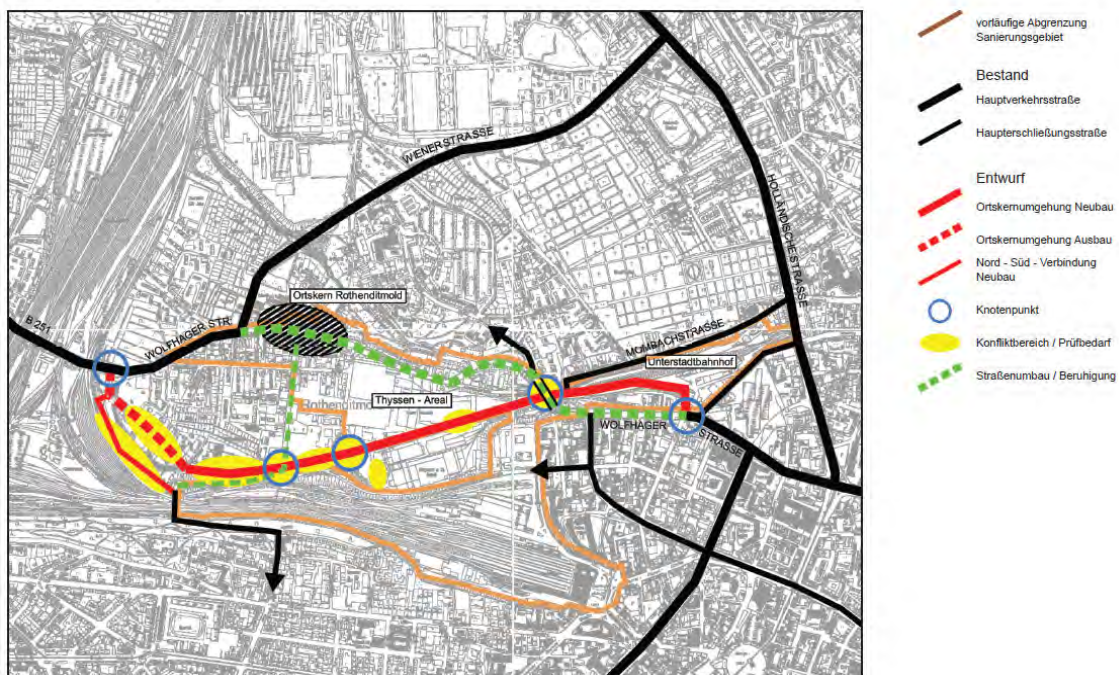 WIENERSTRASSE
HOLLÄNDISCHESTRASSE
Ortskern Rothenditmold
B 251
WOLFHAGER STR.
MOMBACHSTRASSE
Unterstadtbahnhof
Thyssen - Areal
WOLFHAGER STRASSE
vorläufige Abgrenzung
Sanierungsgebiet
Bestand
Hauptverkehrsstraße
Haupterschließungsstraße
Entwurf
Ortskernumgehung Neubau
Ortskernumgehung Ausbau
Nord - Süd - Verbindung
Neubau
Knotenpunkt
Konfliktbereich / Prüfbedarf
Straßenumbau / Beruhigung